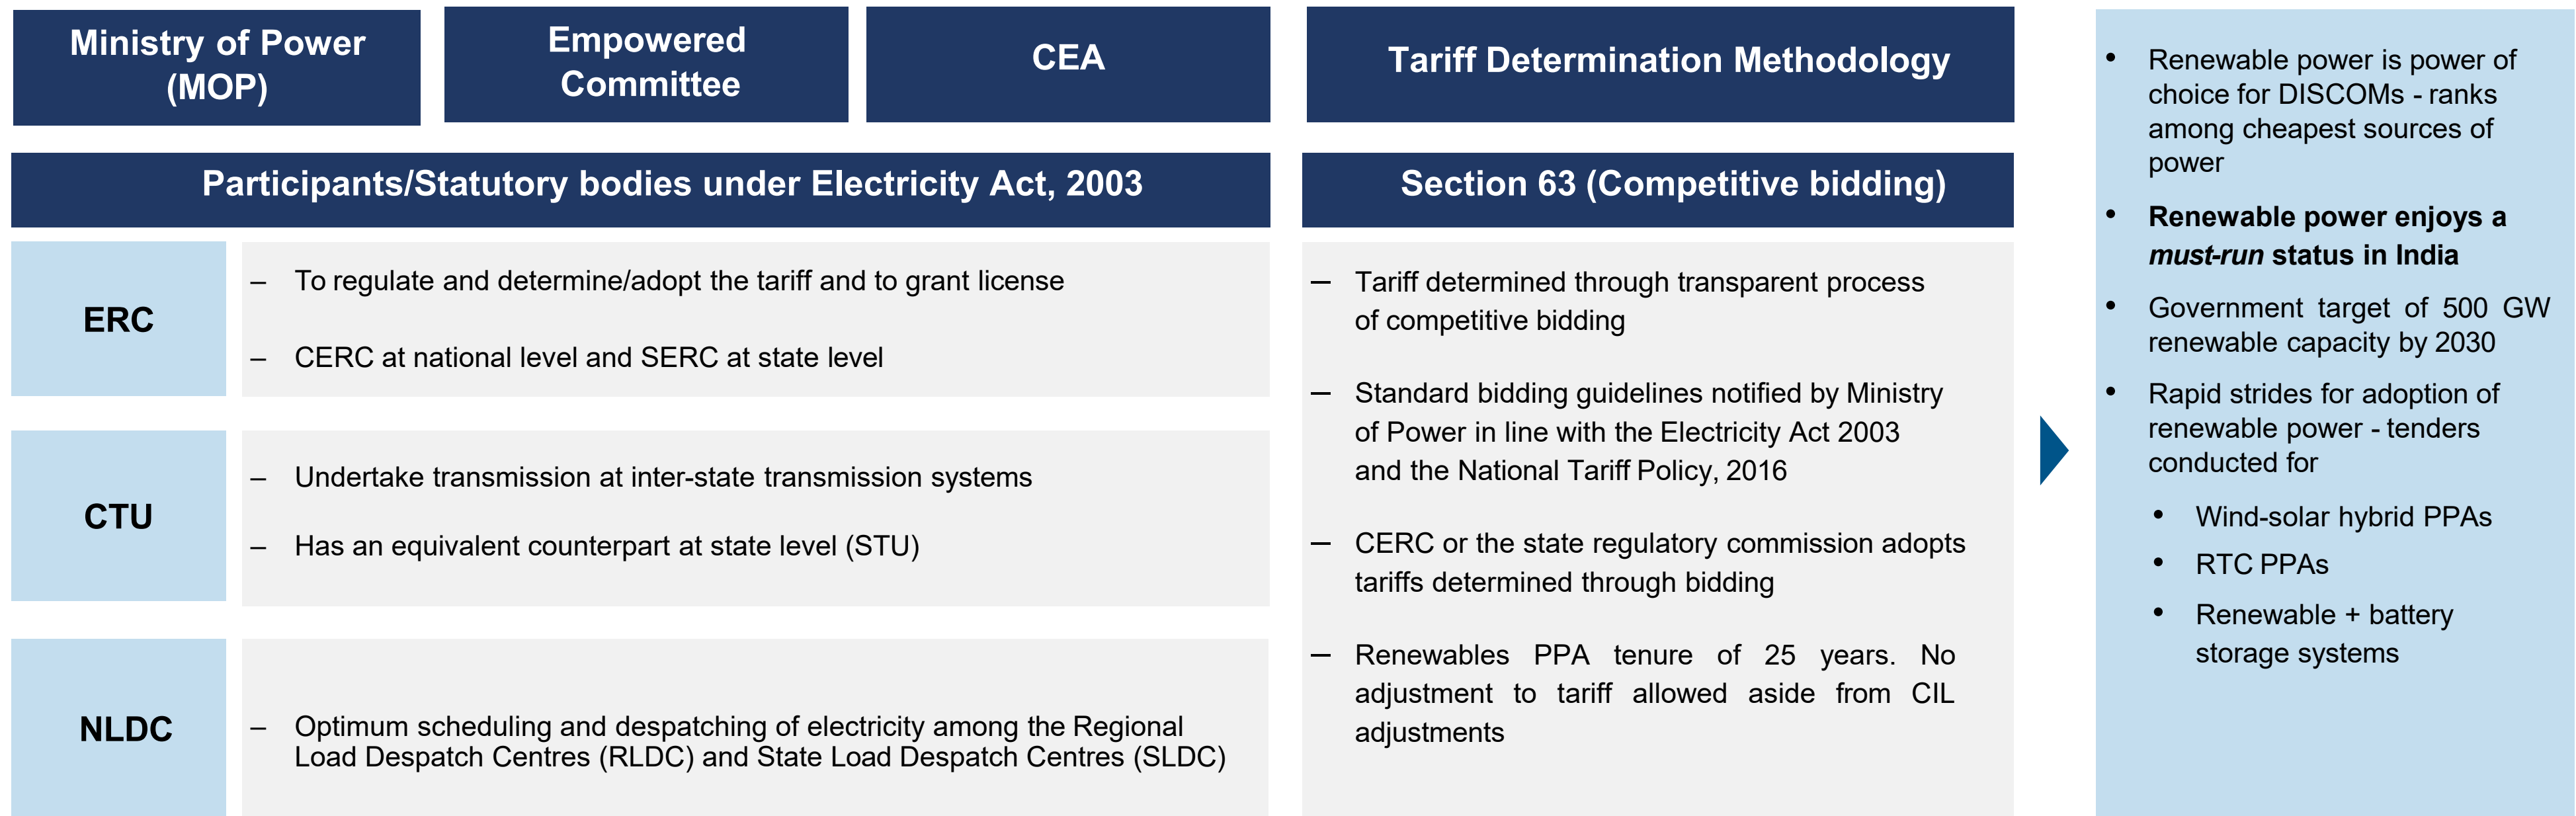 Ministry of Power
(MOP)
Empowered
Committee
CEA
Tariff Determination Methodology
Participants/Statutory bodies under Electricity Act, 2003
Section 63 (Competitive bidding)
ERC
– To regulate and determine/adopt the tariff and to grant license
– CERC at national level and SERC at state level
CTU
– Undertake transmission at inter-state transmission systems
– Has an equivalent counterpart at state level (STU)
NLDC
– Optimum scheduling and despatching of electricity among the Regional
Load Despatch Centres (RLDC) and State Load Despatch Centres (SLDC)
– Tariff determined through transparent process
of competitive bidding
– Standard bidding guidelines notified by Ministry
of Power in line with the Electricity Act 2003
and the National Tariff Policy, 2016
– CERC or the state regulatory commission adopts
tariffs determined through bidding
– Renewables PPA tenure of 25 years. No
adjustment to tariff allowed aside from CIL
adjustments
• Renewable power is power of
choice for DISCOMs - ranks
among cheapest sources of
power
• Renewable power enjoys a
must-run status in India
• Government target of 500 GW
renewable capacity by 2030
• Rapid strides for adoption of
renewable power - tenders
conducted for
• Wind-solar hybrid PPAs
• RTC PPAs
• Renewable + battery
storage systems